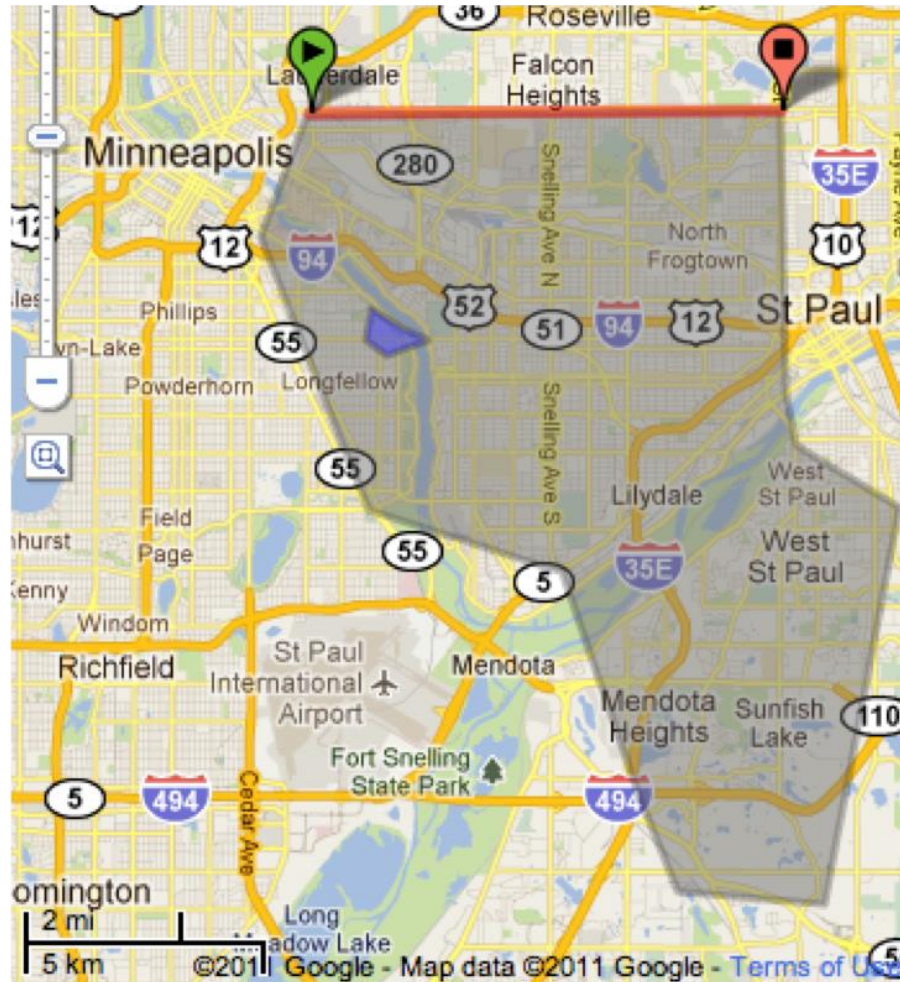 36
Roseville
Lauderdale
Falcon
Heights
Minneapolis
280
35E
Payne Ave
Snelling Ave N
12
12
94
North
Frogtown
10
Phillips
52
51
94
12
St Paul
55
Powderhorn
Longfellow
Snelling Ave S
55
Lilydale
West
St Paul
Field
Page
55
West
St Paul
5
35E
Windom
Richfield
St Paul
International
Airport
Mendota
Mendota
Heights
Sunfish
Lake
110
Fort Snelling
State Park
5
494
Cedar Ave
494
2 mi
5 km
Long
Meadow Lake
5
©2011 Google - Map data ©2011 Google - Terms of Use